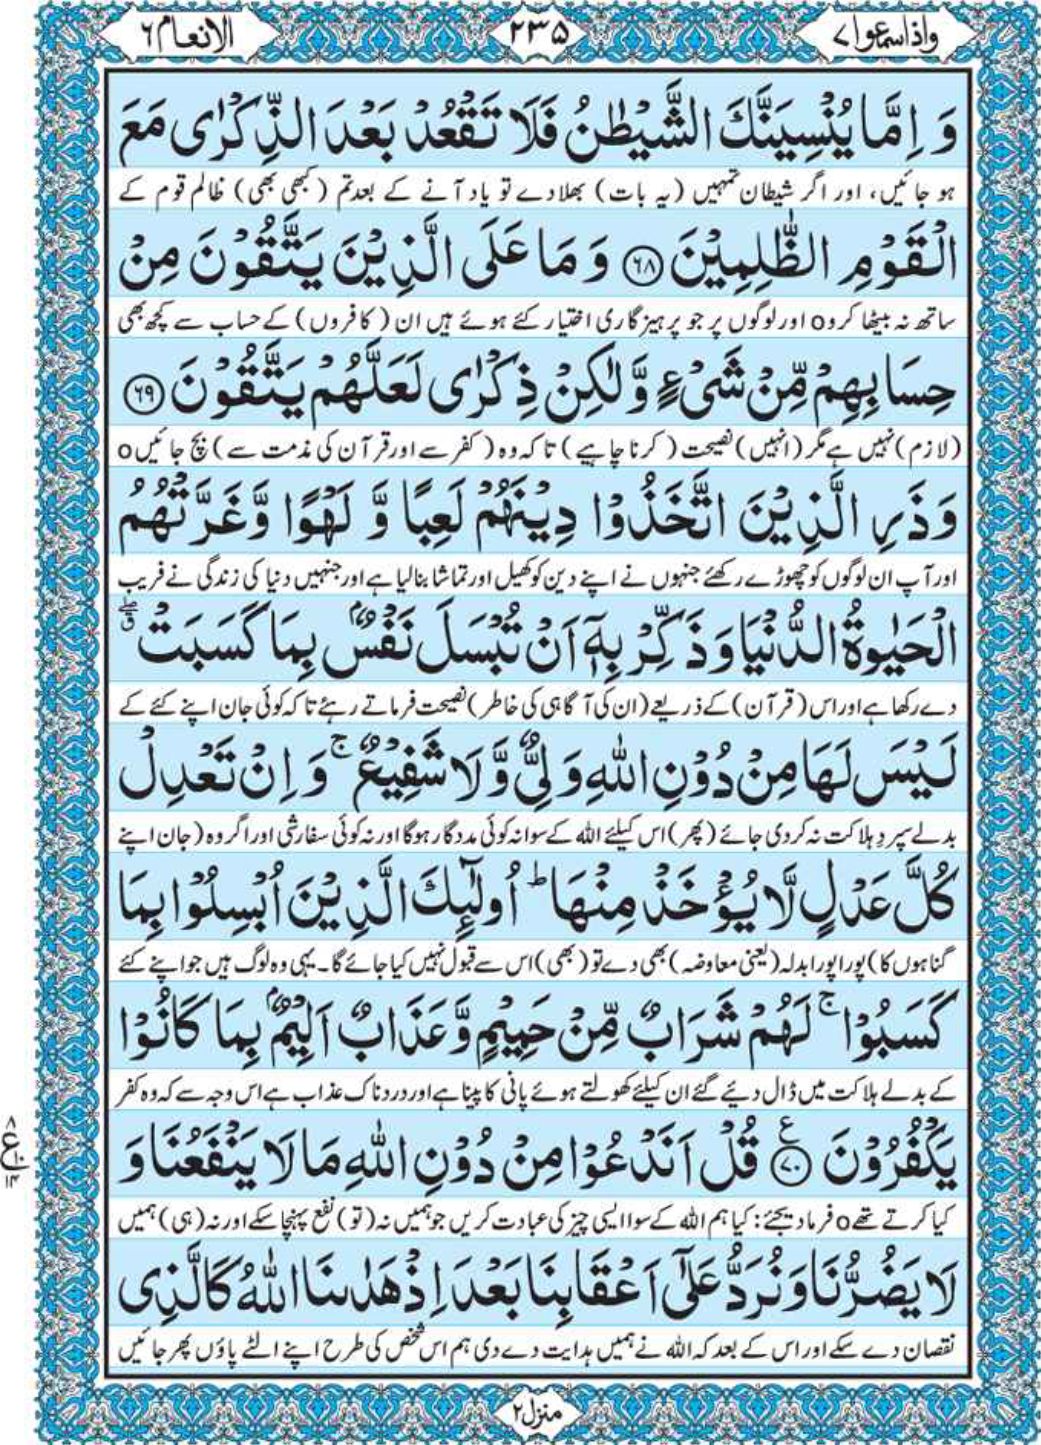 واذاسمعوا ۷
۲۳۵
الانعام ۶
وَ اِمَّا یُنْسِیَنَّكَ الشَّیْطٰنُ فَلَا تَقْعُدْ بَعْدَ الذِّكْرٰی مَعَ
ہو جائیں، اور اگر شیطان تمہیں (یہ بات) بھلا دے تو یاد آنے کے بعد تم (کبھی بھی) ظالم قوم کے
الْقَوْمِ الظّٰلِمِیْنَ ﴿۶۸﴾ وَ مَا عَلَی الَّذِیْنَ یَتَّقُوْنَ مِنْ
ساتھ نہ بیٹھا کرو o اور لوگوں پر جو پرہیزگاری اختیار کئے ہوئے ہیں ان (کافروں) کے حساب سے کچھ بھی
حِسَابِهِمْ مِّنْ شَیْءٍ وَّ لٰكِنْ ذِكْرٰی لَعَلَّهُمْ یَتَّقُوْنَ ﴿۶۹﴾
(لازم) نہیں ہے مگر (انہیں) نصیحت (کرنا چاہیے) تاکہ وہ (کفر سے اور قرآن کی مذمت سے) بچ جائیں o
وَذَرِ الَّذِیْنَ اتَّخَذُوْا دِیْنَهُمْ لَعِبًا وَّ لَهْوًا وَّ غَرَّتْهُمُ
اور آپ ان لوگوں کو چھوڑے رکھئے جنہوں نے اپنے دین کو کھیل اور تماشا بنا لیا ہے اور جنہیں دنیا کی زندگی نے فریب
الْحَیٰوةُ الدُّنْیَا وَ ذَكِّرْ بِهٖۤ اَنْ تُبْسَلَ نَفْسٌۢ بِمَا كَسَبَتْ ۖق
دے رکھا ہے اور اس (قرآن) کے ذریعے (ان کی آگاہی کی خاطر) نصیحت فرماتے رہئے تاکہ کوئی جان اپنے کئے کے
لَیْسَ لَهَا مِنْ دُوْنِ اللّٰهِ وَلِیٌّ وَّ لَا شَفِیْعٌ ۚ وَ اِنْ تَعْدِلْ
بدلے سپردِ ہلاکت نہ کر دی جائے (پھر) اس کیلئے اللہ کے سوا نہ کوئی مددگار ہوگا اور نہ کوئی سفارشی اور اگر وہ (جان اپنے
كُلَّ عَدْلٍ لَّا یُؤْخَذْ مِنْهَا ؕ اُولٰٓىِٕكَ الَّذِیْنَ اُبْسِلُوْا بِمَا
گناہوں کا) پورا پورا بدلہ (یعنی معاوضہ) بھی دے تو (بھی) اس سے قبول نہیں کیا جائے گا۔ یہی وہ لوگ ہیں جو اپنے کئے
كَسَبُوْا ۚ لَهُمْ شَرَابٌ مِّنْ حَمِیْمٍ وَّ عَذَابٌ اَلِیْمٌۢ بِمَا كَانُوْا
کے بدلے ہلاکت میں ڈال دیئے گئے ان کیلئے کھولتے ہوئے پانی کا پینا ہے اور دردناک عذاب ہے اس وجہ سے کہ وہ کفر
یَكْفُرُوْنَ ﴿۷۰﴾ ع قُلْ اَنَدْعُوْا مِنْ دُوْنِ اللّٰهِ مَا لَا یَنْفَعُنَا وَ
۸ ع ۱۰ ۱۴
کیا کرتے تھے o فرما دیجئے: کیا ہم اللہ کے سوا ایسی چیز کی عبادت کریں جو ہمیں نہ (تو) نفع پہنچا سکے اور نہ (ہی) ہمیں
لَا یَضُرُّنَا وَ نُرَدُّ عَلٰۤی اَعْقَابِنَا بَعْدَ اِذْ هَدٰىنَا اللّٰهُ كَالَّذِی
نقصان دے سکے اور اس کے بعد کہ اللہ نے ہمیں ہدایت دے دی ہم اس شخص کی طرح اپنے الٹے پاؤں پھر جائیں
منزل ۲